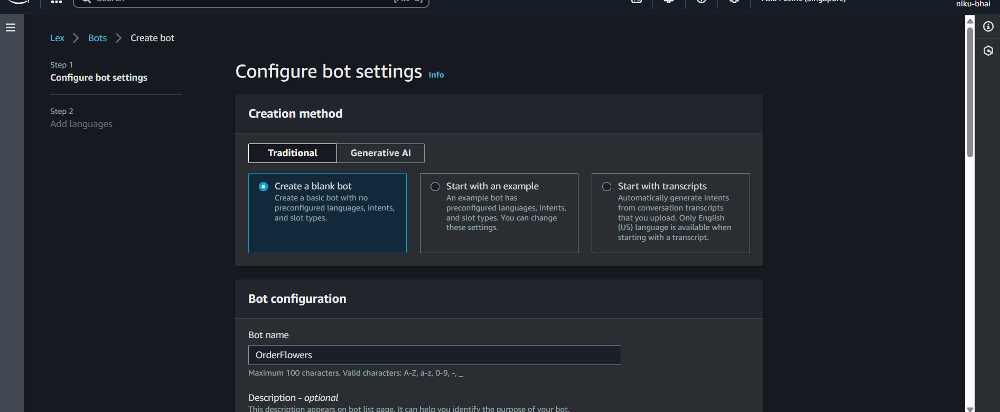 niku-bhai
Lex
Bots
Create bot
Step 1
Configure bot settings
Step 2
Add languages
Configure bot settings Info
Creation method
Traditional
Generative AI
Create a blank bot
Create a basic bot with no
preconfigured languages, intents,
and slot types.
Start with an example
An example bot has
preconfigured languages, intents,
and slot types. You can change
these settings.
Start with transcripts
Automatically generate intents
from conversation transcripts
that you upload. Only English
(US) language is available when
starting with a transcript.
Bot configuration
Bot name
OrderFlowers
Maximum 100 characters. Valid characters: A-Z, a-z, 0-9, -, _
Description - optional
This description appears on bot list page. It can help you identify the purpose of your bot.